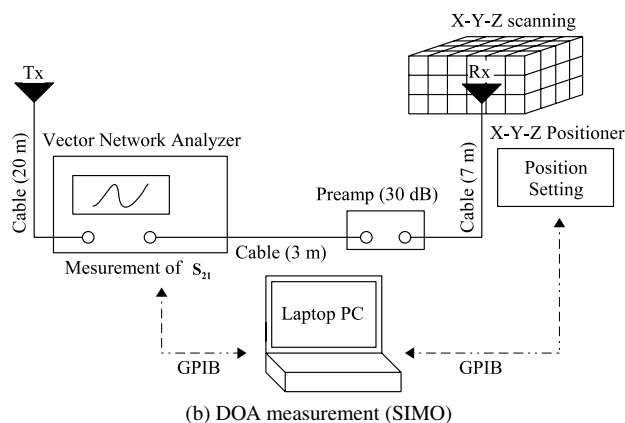 X-Y-Z scanning
Tx
Rx
Vector Network Analyzer
X-Y-Z Positioner
Cable (20 m)
Preamp (30 dB)
Cable (7 m)
Position
Setting
Cable (3 m)
Mesurement of S21
Laptop PC
GPIB
GPIB
(b) DOA measurement (SIMO)